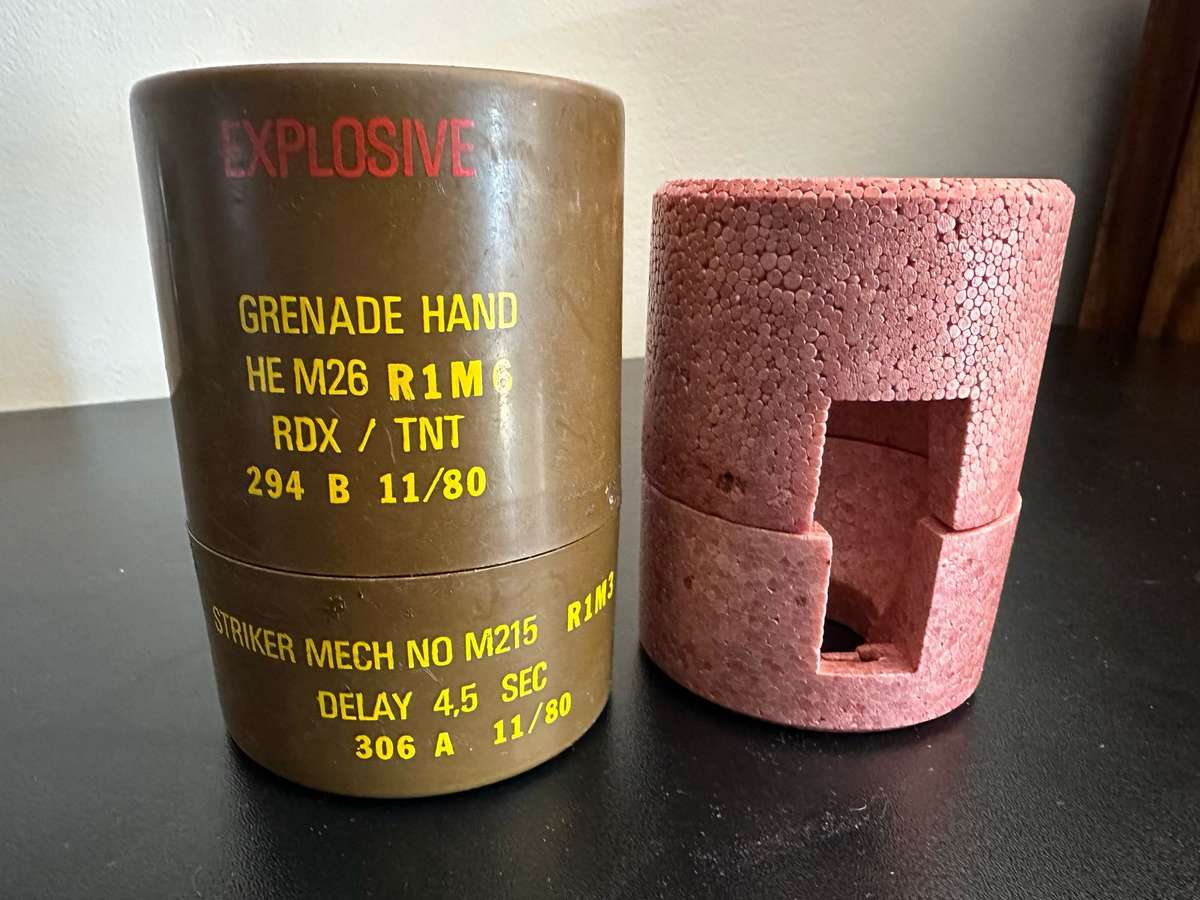 EXPLOSIVE
GRENADE HAND
HE M26 R1M6
RDX / TNT
294 B 11/80
STRIKER MECH NO M215 R1M3
DELAY 4,5 SEC
306 A 11/80